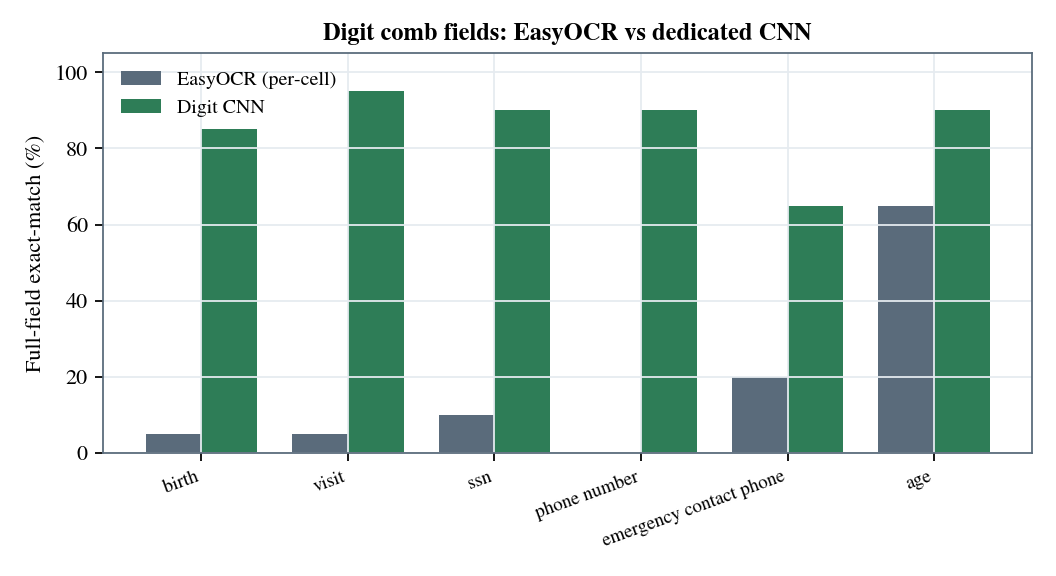 Digit comb fields: EasyOCR vs dedicated CNN
Full-field exact-match (%)
100
80
60
40
20
0
EasyOCR (per-cell)
Digit CNN
birth
visit
ssn
phone number
emergency contact phone
age